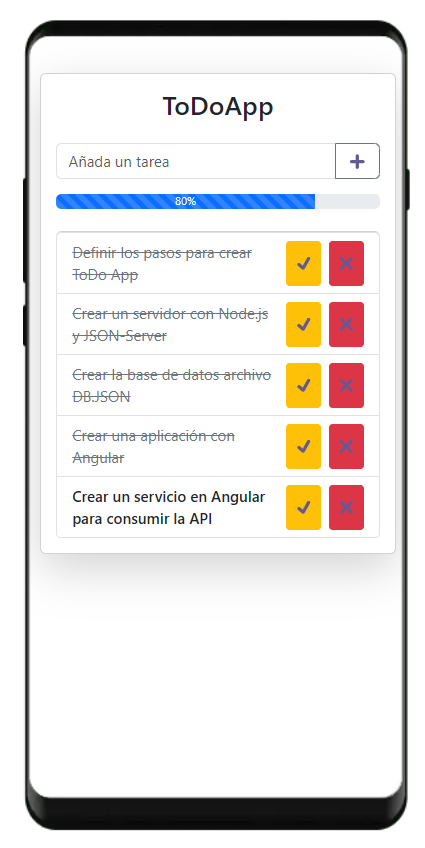 ToDoApp
Añada un tarea
80%
Definir los pasos para crear
ToDo App
Crear un servidor con Node.js
y JSON-Server
Crear la base de datos archivo
DB.JSON
Crear una aplicación con
Angular
Crear un servicio en Angular
para consumir la API